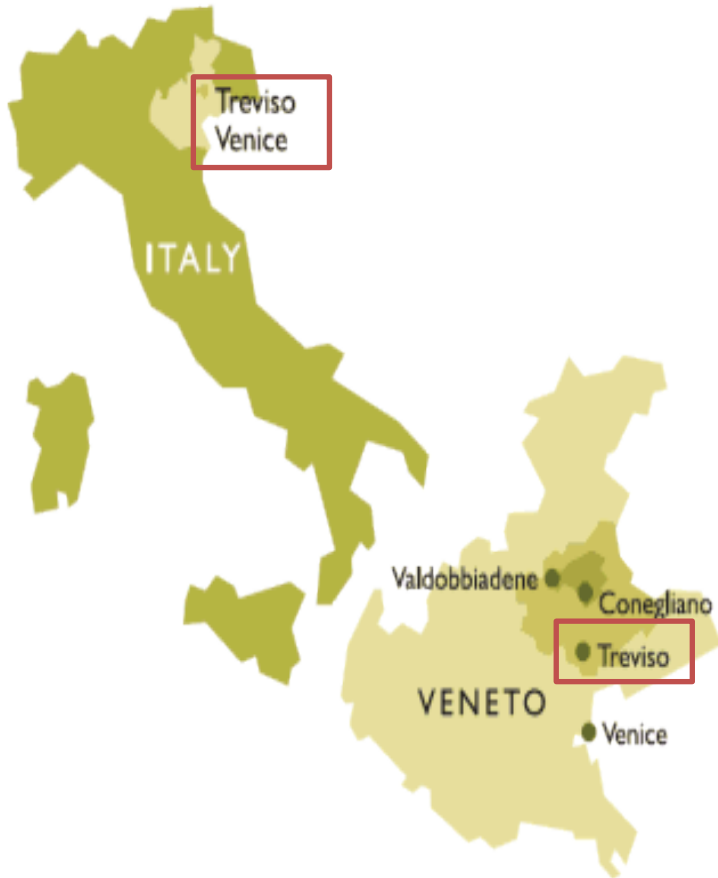 Treviso
Venice
ITALY
Valdobbiadene
Conegliano
Treviso
VENETO
Venice